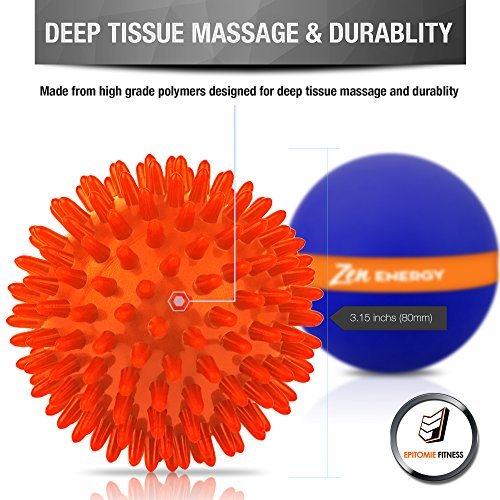 DEEP TISSUE MASSAGE & DURABLITY
Made from high grade polymers designed for deep tissue massage and durablity
Zen ENERGY
3.15 inchs (80mm)
EPITOMIE FITNESS